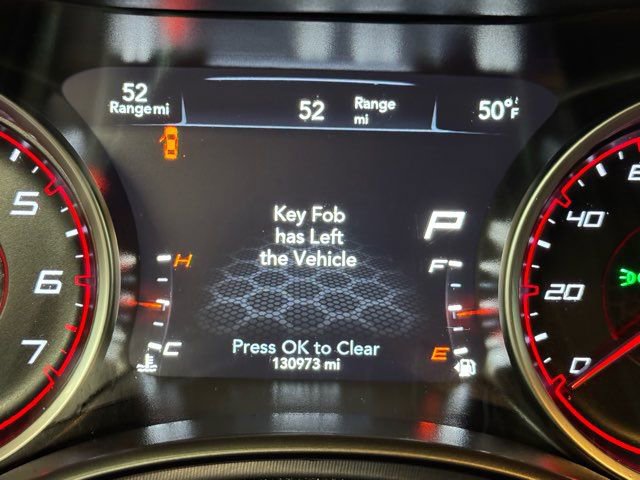 52
Range mi
52
Range
mi
50°F
5
6
7
Key Fob
has Left
the Vehicle
P
H
C
F
E
Press OK to Clear
130973 mi
40
20
0